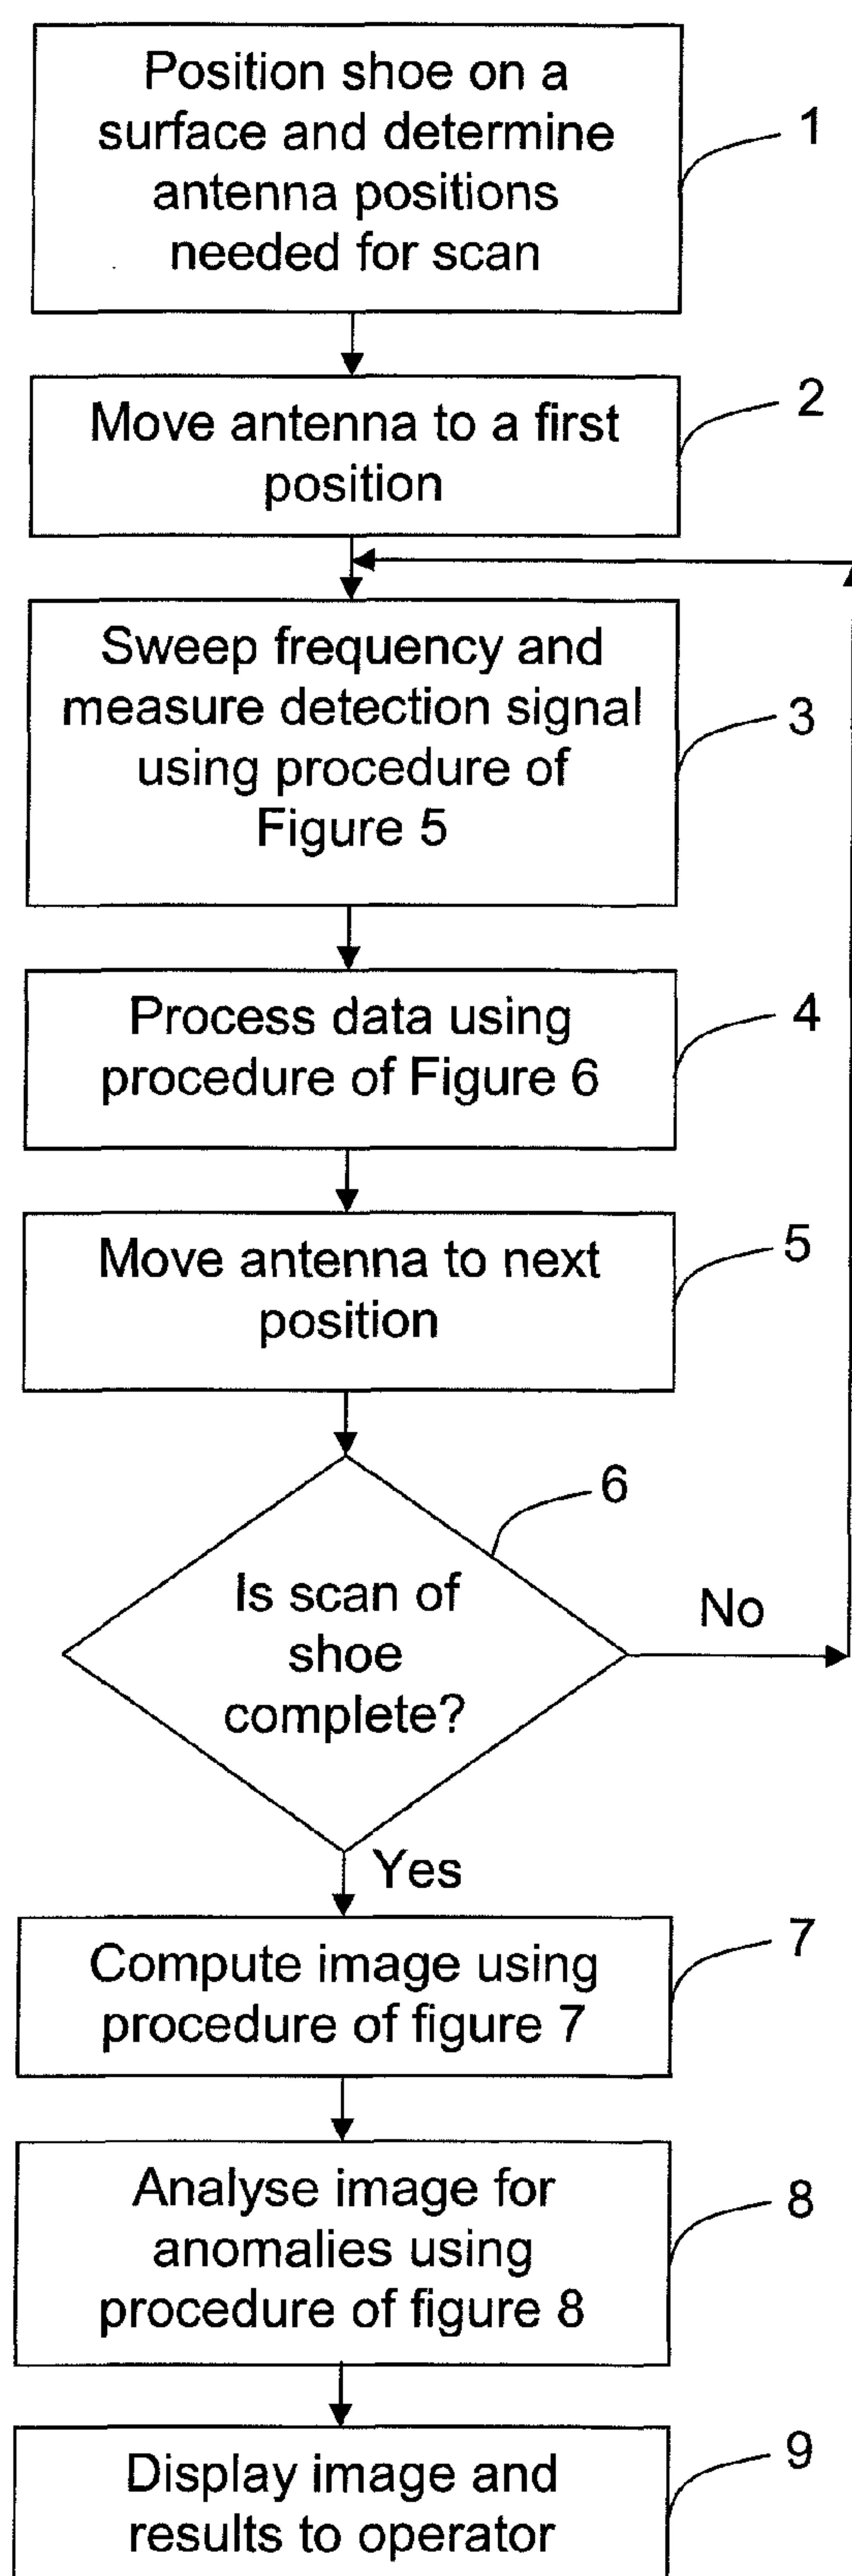 Position shoe on a
surface and determine
antenna positions
needed for scan
1
Move antenna to a first
position
2
Sweep frequency and
measure detection signal
using procedure of
Figure 5
3
Process data using
procedure of Figure 6
4
Move antenna to next
position
5
6
Is scan of
shoe
complete?
No
Yes
Compute image using
procedure of figure 7
7
Analyse image for
anomalies using
procedure of figure 8
8
Display image and
results to operator
9